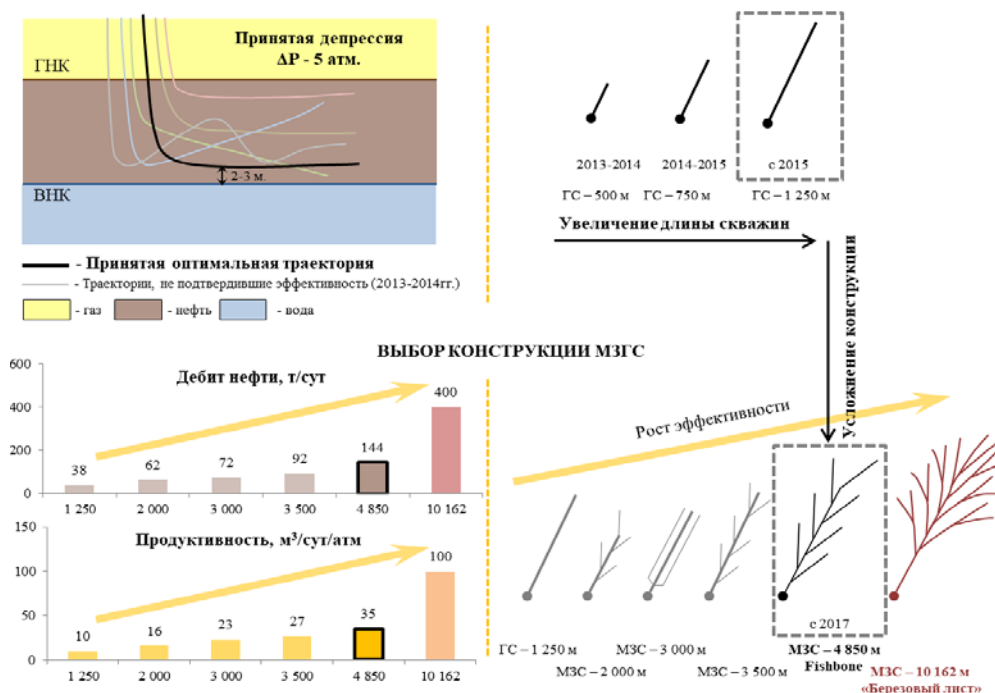 Принятая депрессия
ΔP - 5 атм.
ГНК
2-3 м.
ВНК
- Принятая оптимальная траектория
- Траектории, не подтвердившие эффективность (2013-2014гг.)
- газ
- нефть
- вода
2013-2014
2014-2015
с 2015
ГС – 500 м
ГС – 750 м
ГС – 1 250 м
Увеличение длины скважин
Усложнение конструкции
ВЫБОР КОНСТРУКЦИИ МЗГС
Дебит нефти, т/сут
600
400
200
0
38
62
72
92
144
400
1 250
2 000
3 000
3 500
4 850
10 162
Продуктивность, м³/сут/атм
150
100
50
0
10
16
23
27
35
100
1 250
2 000
3 000
3 500
4 850
10 162
Рост эффективности
с 2017
ГС – 1 250 м
МЗС – 2 000 м
МЗС – 3 000 м
МЗС – 3 500 м
МЗС – 4 850 м
Fishbone
МЗС – 10 162 м
«Березовый лист»